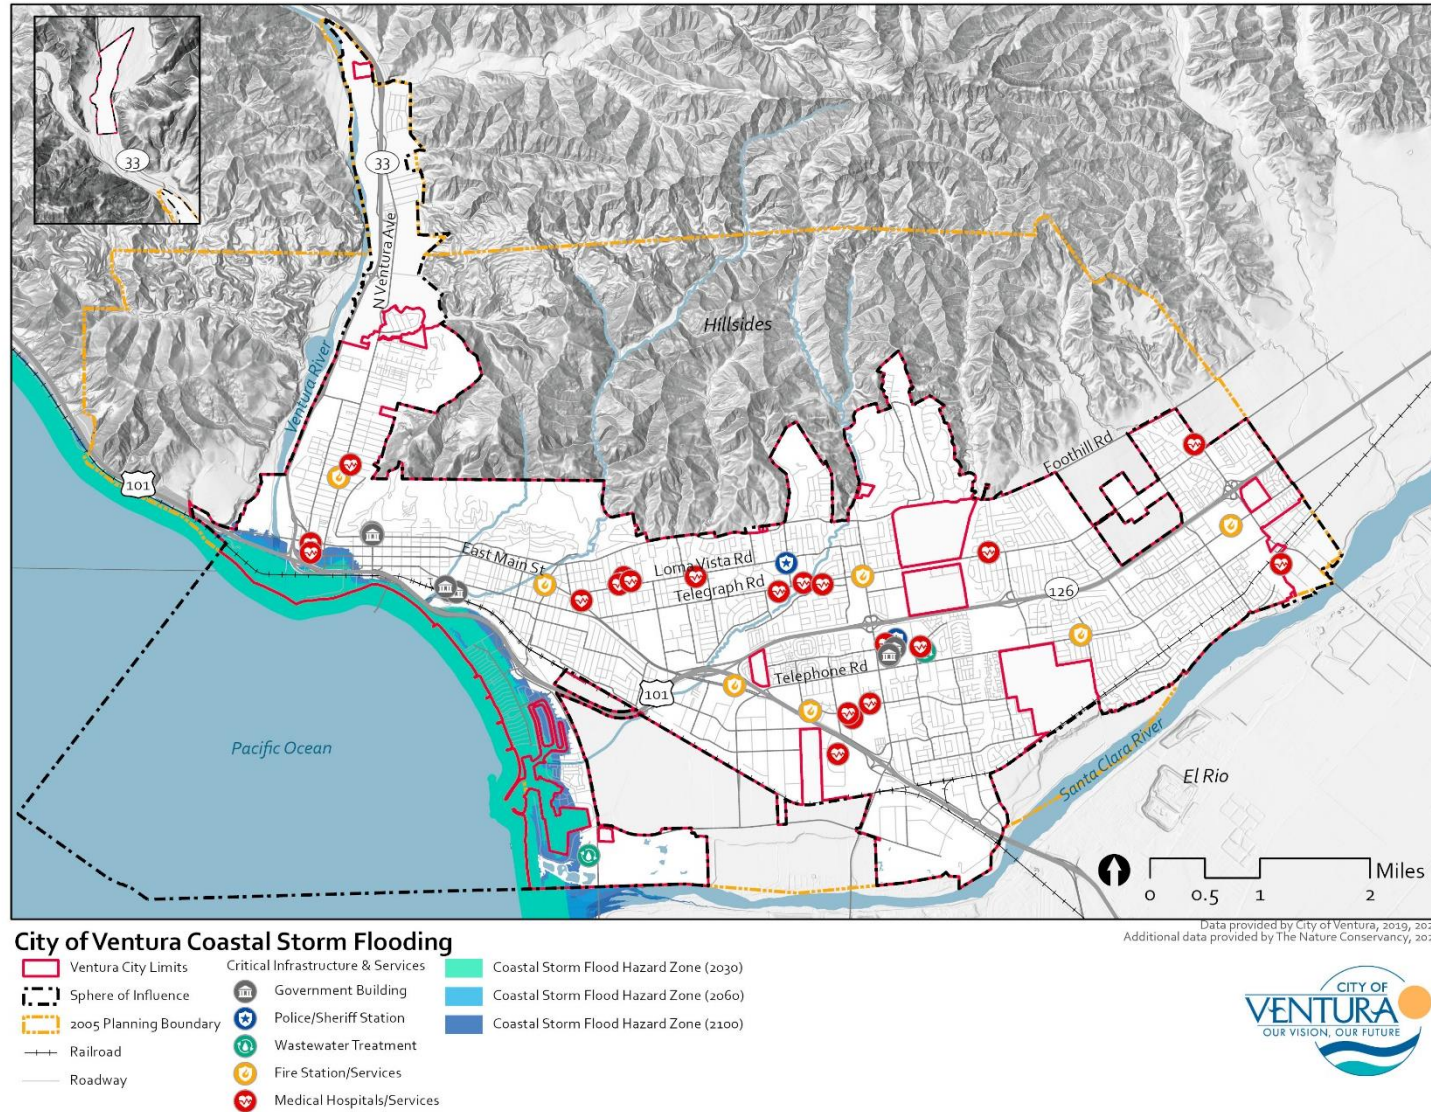 33
33
N Ventura Ave
Ventura River
Hillsides
101
Foothill Rd
East Main St
Loma Vista Rd
Telegraph Rd
126
Telephone Rd
101
Pacific Ocean
Santa Clara River
El Rio
0 0.5 1 2 Miles
Data provided by City of Ventura, 2019,
Additional data provided by The Nature Conservancy,
City of Ventura Coastal Storm Flooding
Ventura City Limits
Sphere of Influence
2005 Planning Boundary
Railroad
Roadway
Critical Infrastructure & Services
Government Building
Police/Sheriff Station
Wastewater Treatment
Fire Station/Services
Medical Hospitals/Services
Coastal Storm Flood Hazard Zone (2030)
Coastal Storm Flood Hazard Zone (2060)
Coastal Storm Flood Hazard Zone (2100)
CITY OF
VENTURA
OUR VISION, OUR FUTURE